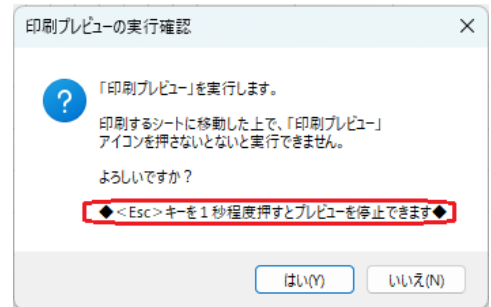 印刷プレビューの実行確認
「印刷プレビュー」を実行します。
印刷するシートに移動した上で、「印刷プレビュー」
アイコンを押さないとないと実行できません。
よろしいですか？
◆＜Esc＞キーを１秒程度押すとプレビューを停止できます◆
はい(Y)
いいえ(N)